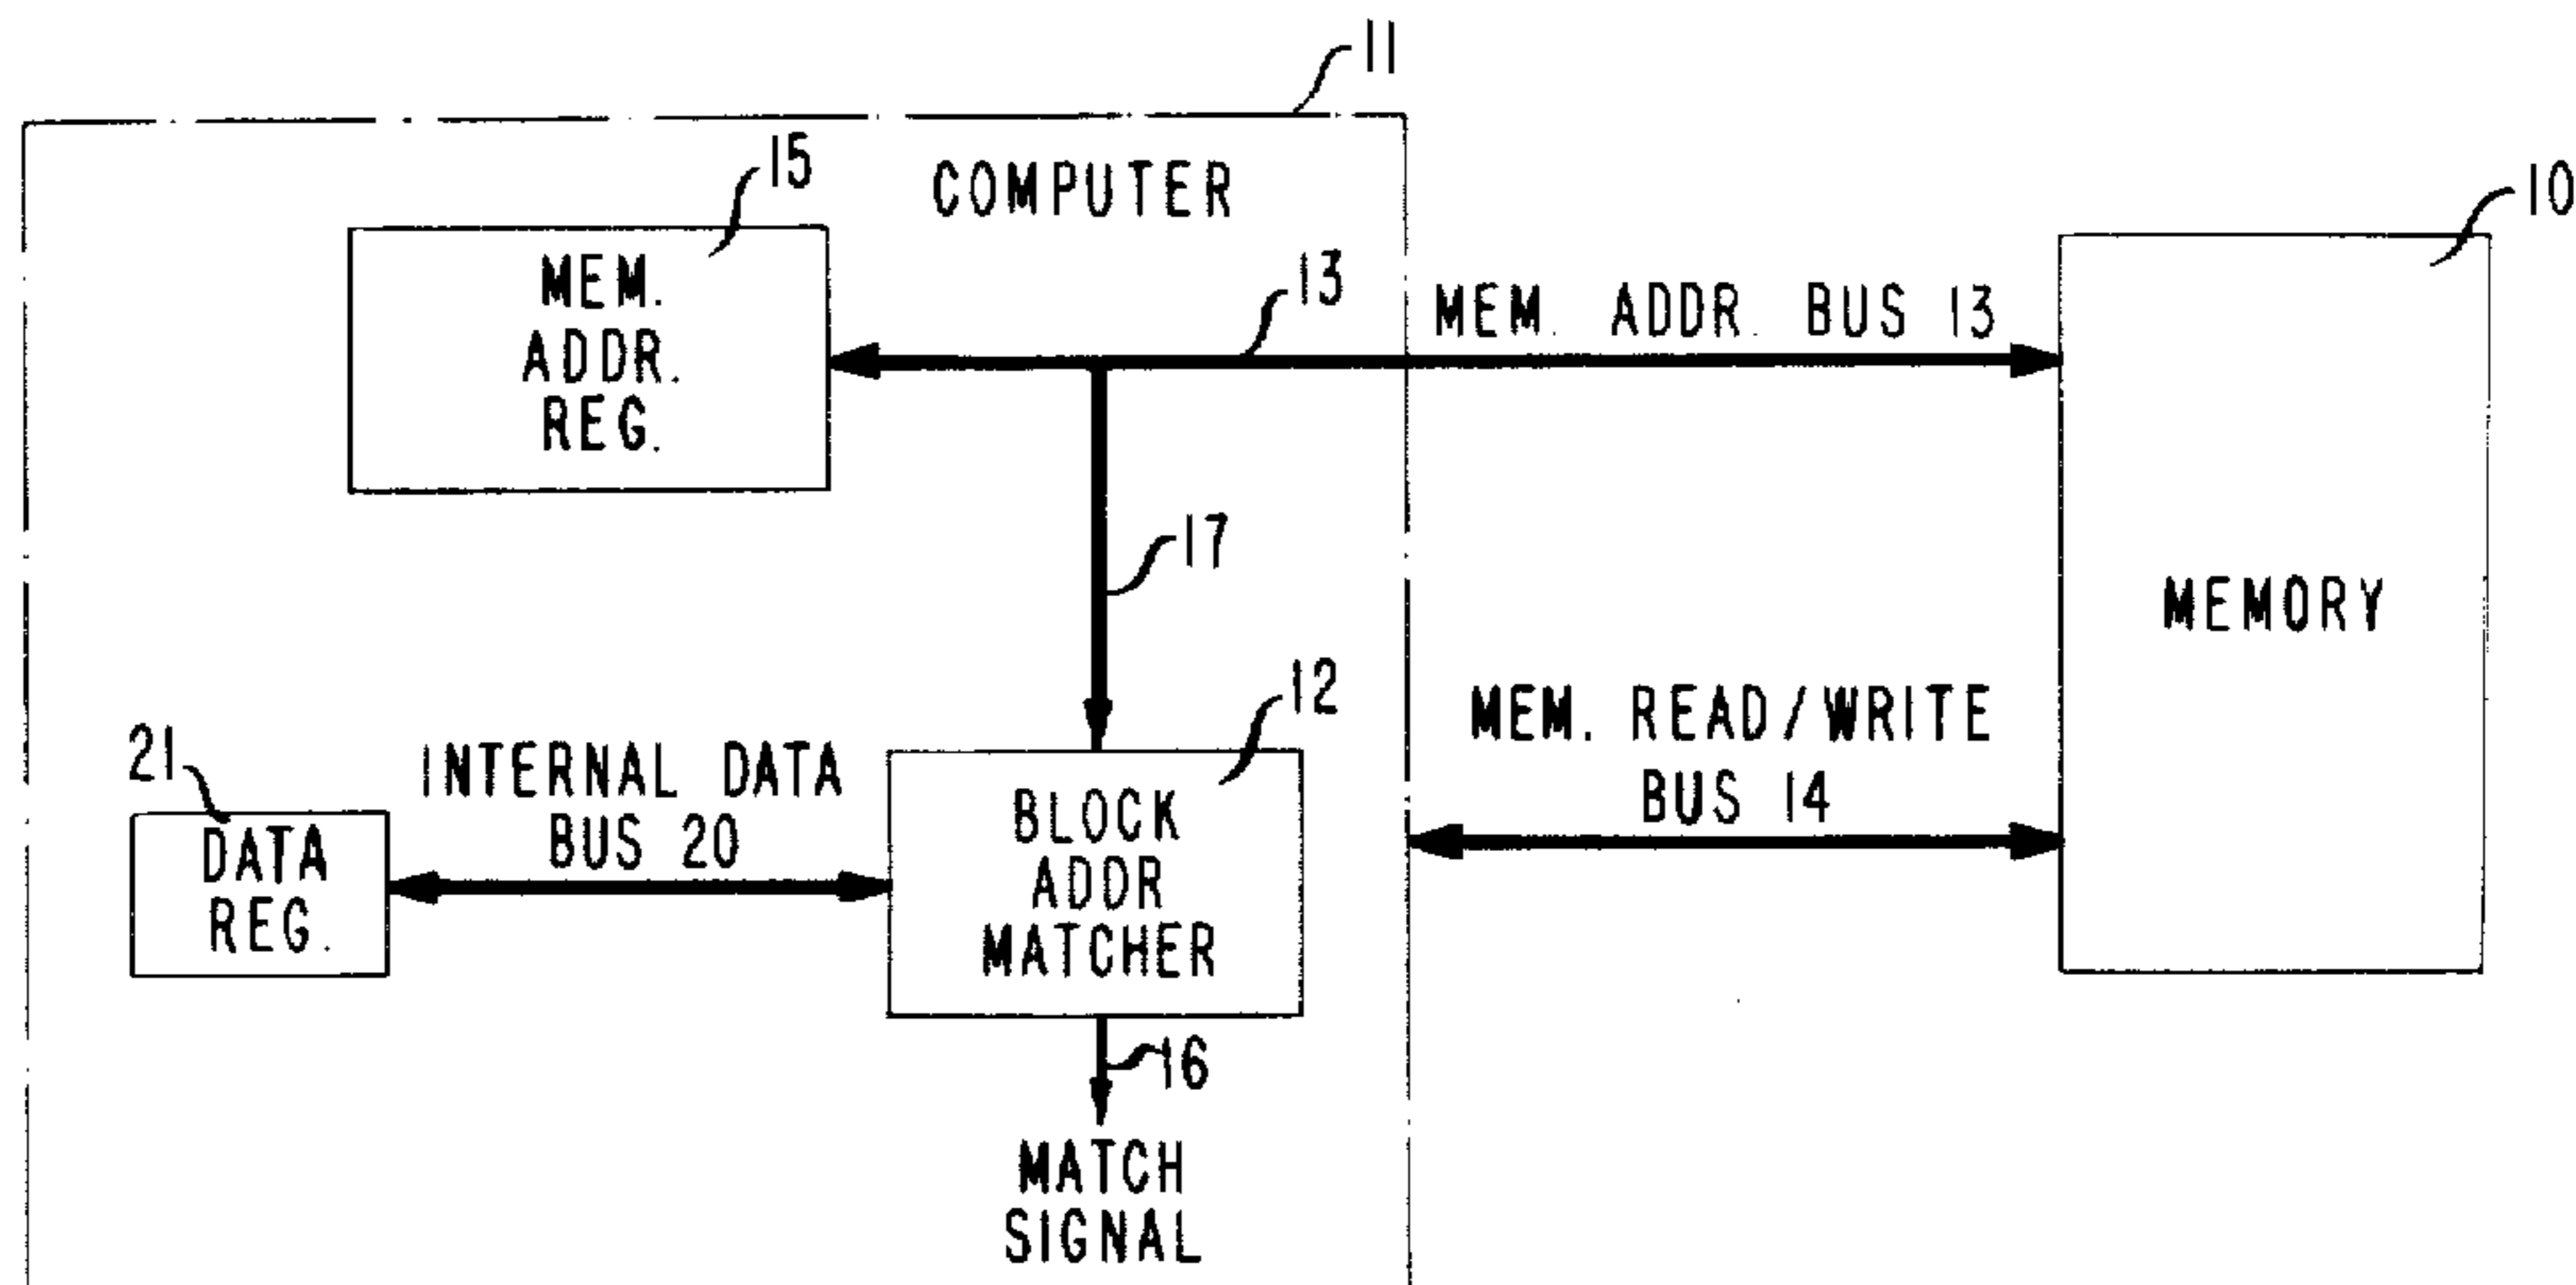 11
15
COMPUTER
10
MEM.
ADDR.
REG.
13
MEM. ADDR. BUS 13
17
MEMORY
12
MEM. READ/WRITE
BUS 14
21
INTERNAL DATA
BUS 20
DATA
REG.
BLOCK
ADDR
MATCHER
16
MATCH
SIGNAL